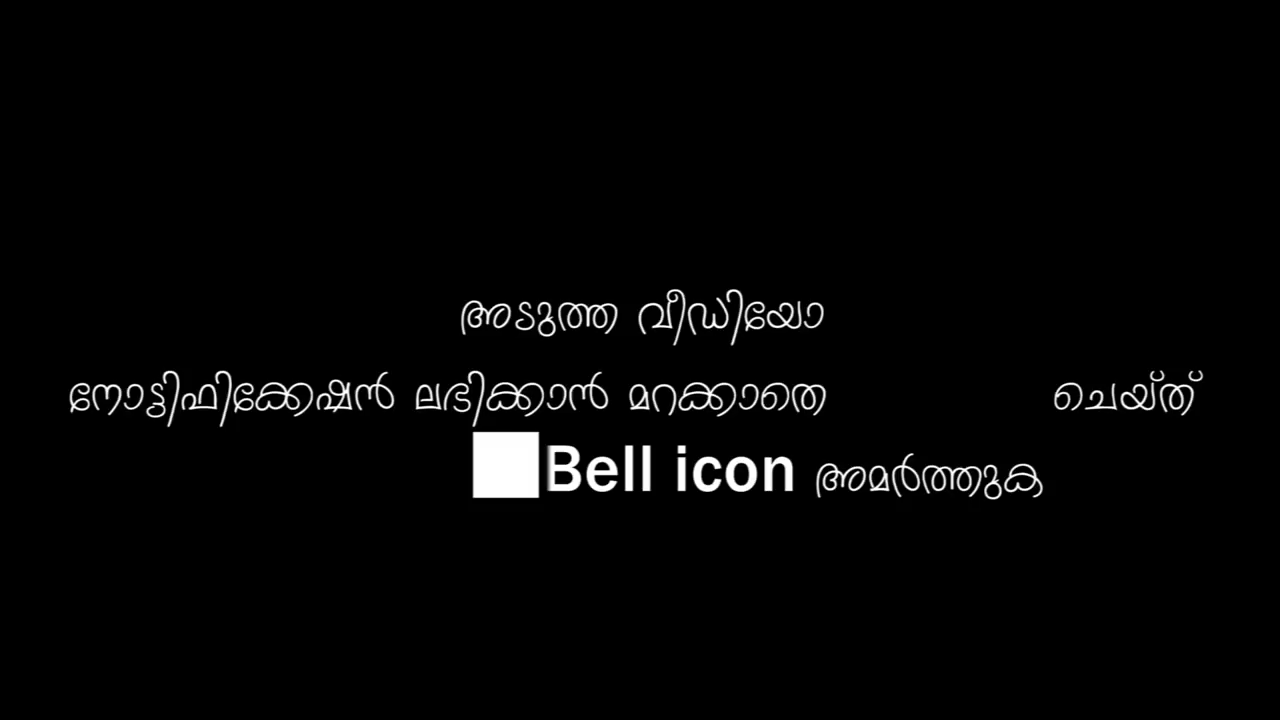 അടുത്ത വീഡിയോ
നോട്ടിഫിക്കേഷൻ ലഭിക്കാൻ മറക്കാതെ ചെയ്ത്
Bell icon അമർത്തുക